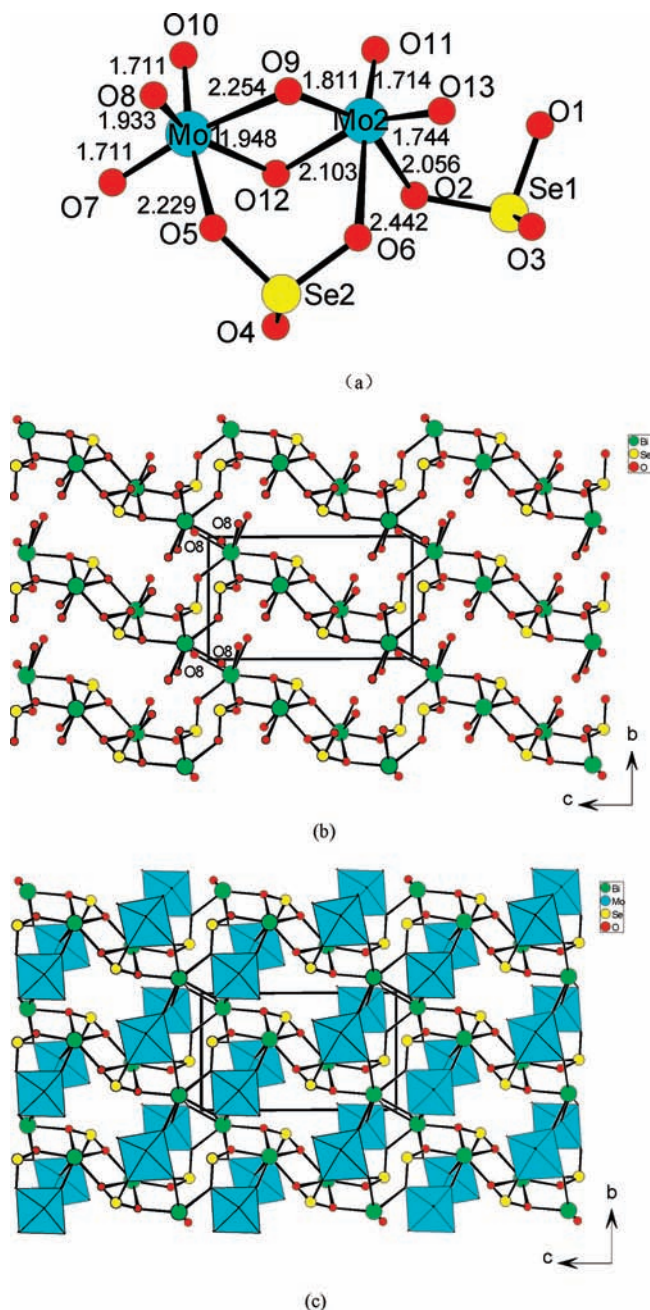 O10
O11
O9
1.711
2.254
1.811
1.714
O13
O8
1.933
Mo
Mo2
O1
1.948
1.744
1.711
2.103
2.056
O2
O7
O12
Se1
2.229
O5
2.442
O6
O3
Se2
O4
(a)
Bi
Se
O
O8
O8
O8
O8
b
c
(b)
Bi
Mo
Se
O
b
c
(c)